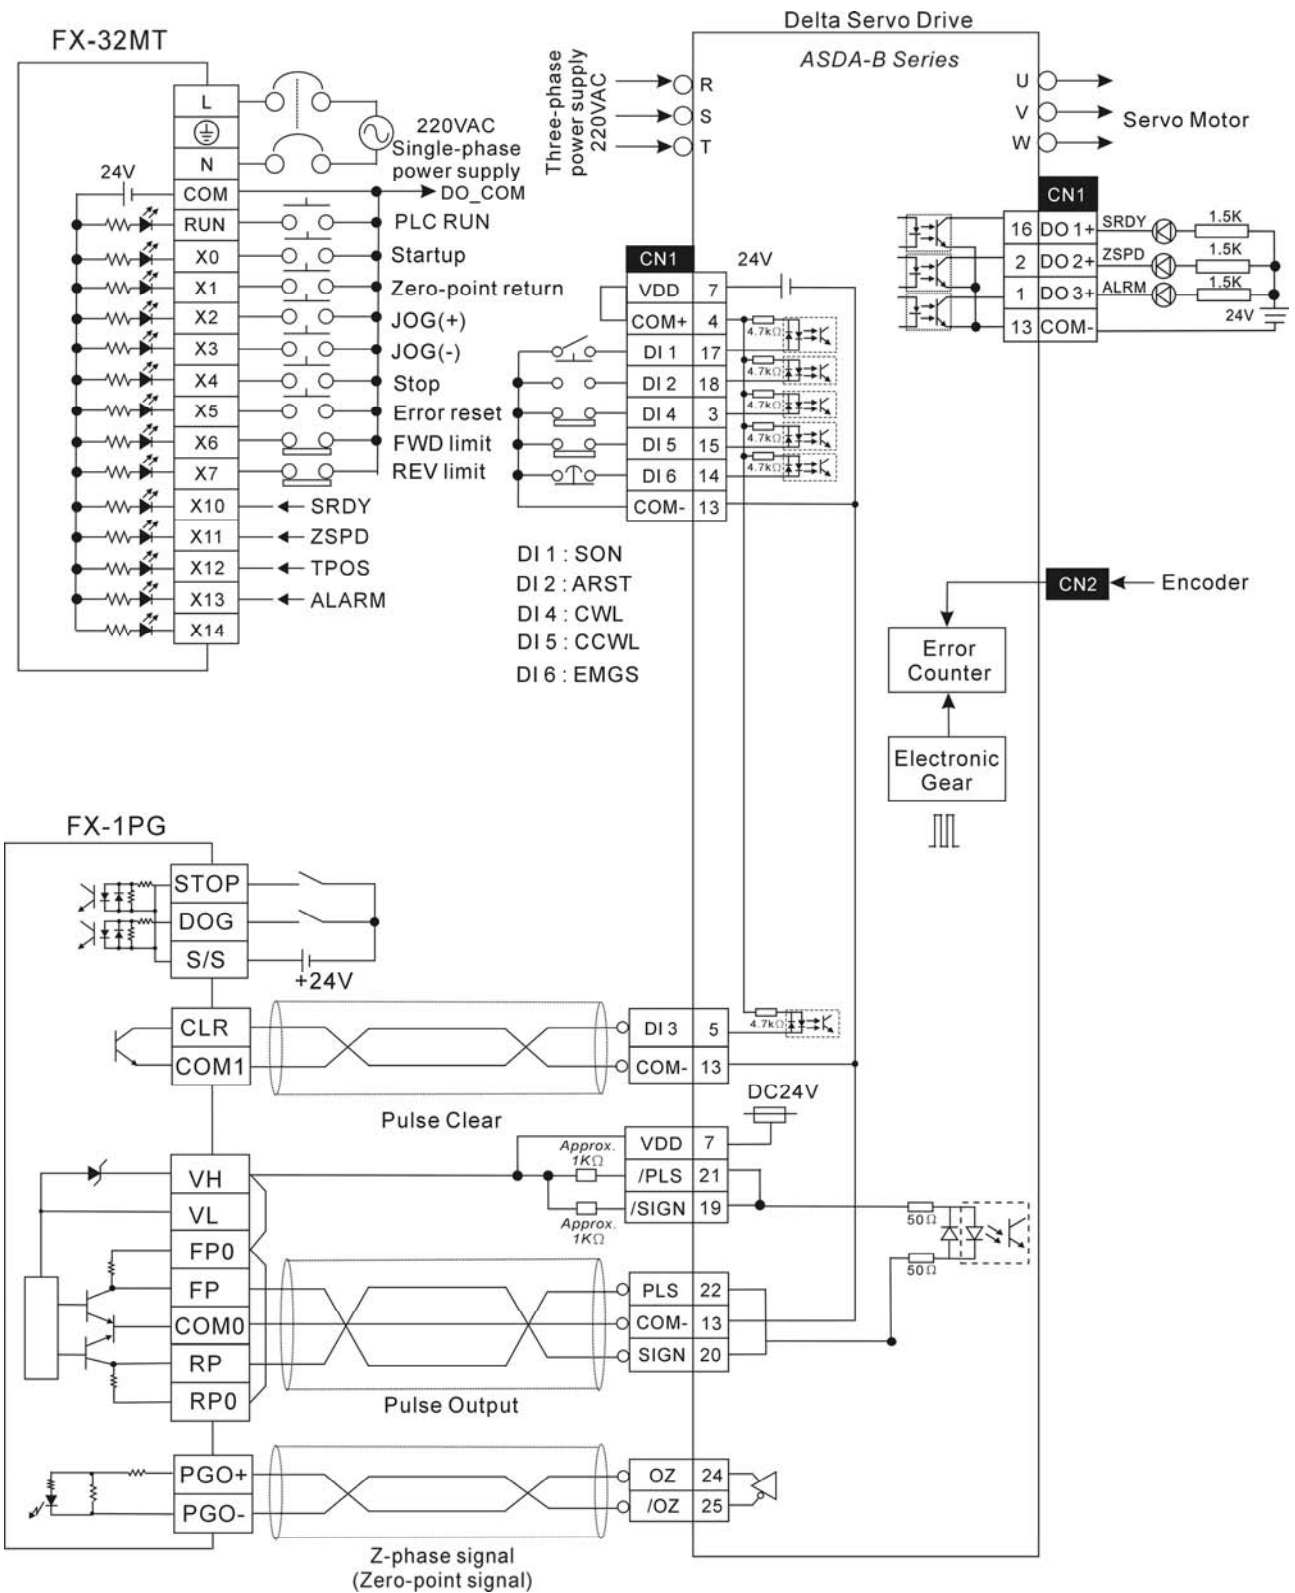 Delta Servo Drive
ASDA-B Series
FX-32MT
L
N
220VAC
Single-phase
power supply
24V
COM
DO_COM
RUN
PLC RUN
X0
Startup
X1
Zero-point return
X2
JOG(+)
X3
JOG(-)
X4
Stop
X5
Error reset
X6
FWD limit
X7
REV limit
X10
SRDY
X11
ZSPD
X12
TPOS
X13
ALARM
X14
Three-phase
power supply
220VAC
R
S
T
U
V
W
Servo Motor
CN1
16 DO 1+ SRDY 1.5K
2 DO 2+ ZSPD 1.5K
1 DO 3+ ALRM 1.5K
13 COM-
24V
CN1
24V
VDD 7
COM+ 4
4.7kΩ
DI 1 17
4.7kΩ
DI 2 18
4.7kΩ
DI 4 3
4.7kΩ
DI 5 15
4.7kΩ
DI 6 14
COM- 13
DI 1 : SON
DI 2 : ARST
DI 4 : CWL
DI 5 : CCWL
DI 6 : EMGS
CN2
Encoder
Error
Counter
Electronic
Gear
FX-1PG
STOP
DOG
S/S
+24V
CLR
COM1
Pulse Clear
DI 3 5
4.7kΩ
COM- 13
DC24V
VDD 7
Approx.
1KΩ
/PLS 21
/SIGN 19
Approx.
1KΩ
50Ω
50Ω
VH
VL
FP0
FP
COM0
RP
RP0
PLS 22
COM- 13
SIGN 20
Pulse Output
PGO+
PGO-
OZ 24
/OZ 25
Z-phase signal
(Zero-point signal)